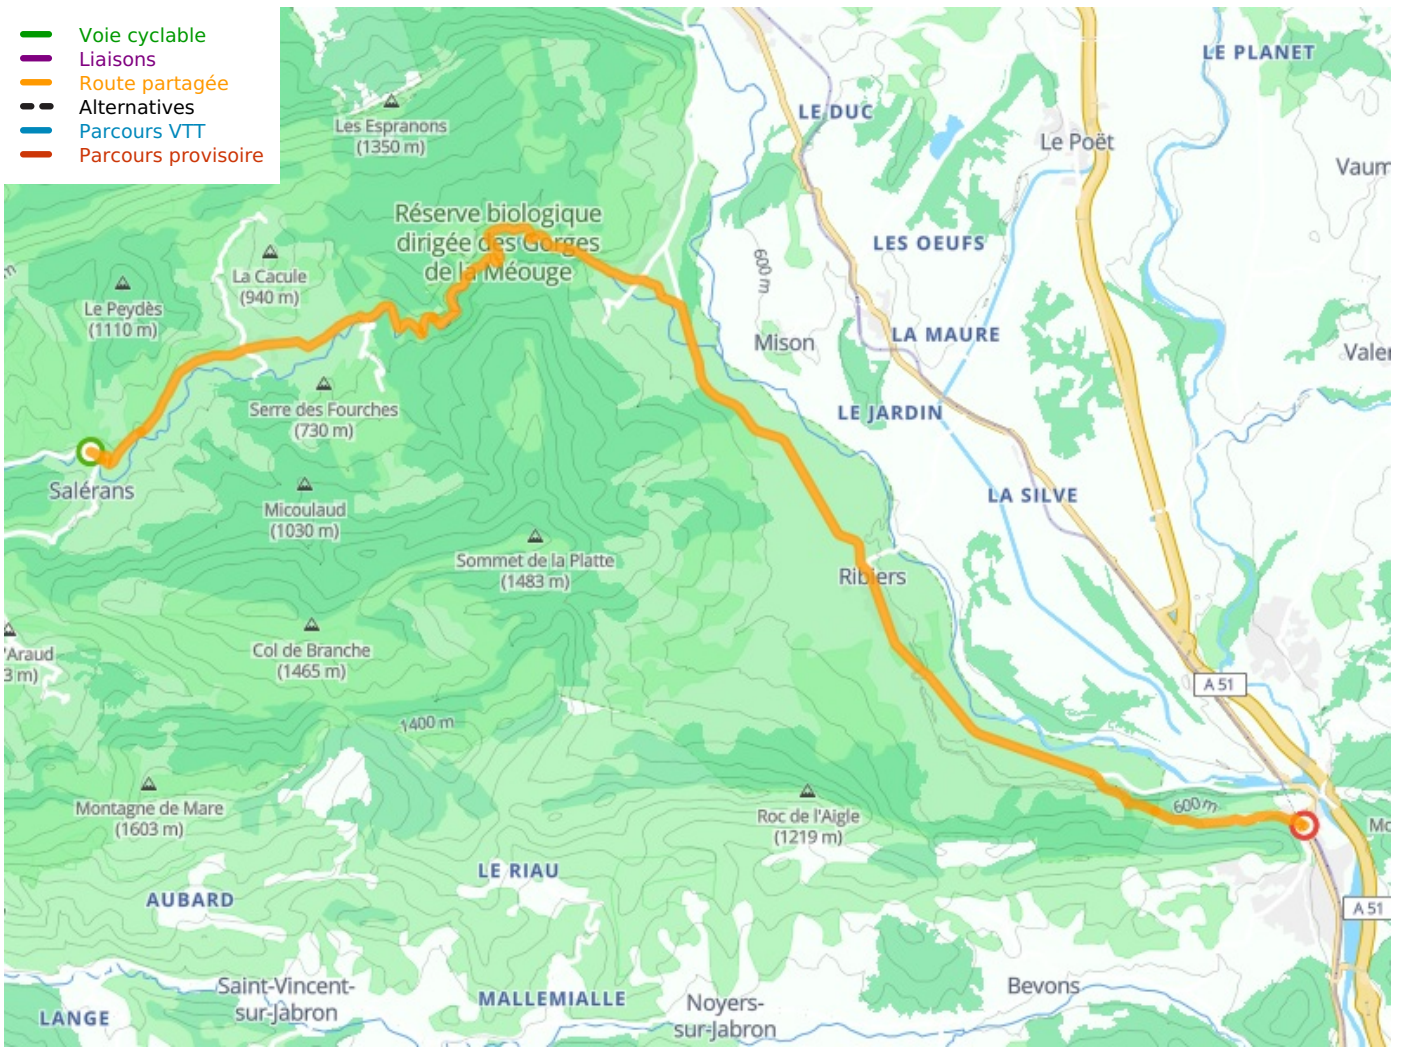 Voie cyclable
Liaisons
Route partagée
Alternatives
Parcours VTT
Parcours provisoire
LE PLANET
LE DUC
Les Espranons
(1350 m)
Le Poët
Vaum
Réserve biologique
dirigée des Gorges
de la Méouge
LES OEUFS
600 m
m
La Cacule
(940 m)
Le Peydès
(1110 m)
LA MAURE
Mison
Valer
Serre des Fourches
(730 m)
LE JARDIN
Salérans
LA SILVE
Micoulaud
(1030 m)
Sommet de la Platte
(1483 m)
Ribiers
'Araud
3 m)
Col de Branche
(1465 m)
A 51
1400 m
Montagne de Mare
(1603 m)
Roc de l'Aigle
(1219 m)
600 m
Mo
LE RIAU
AUBARD
A 51
Saint-Vincent-
sur-Jabron
MALLEMIALLE
Noyers-
sur-Jabron
Bevons
LANGE